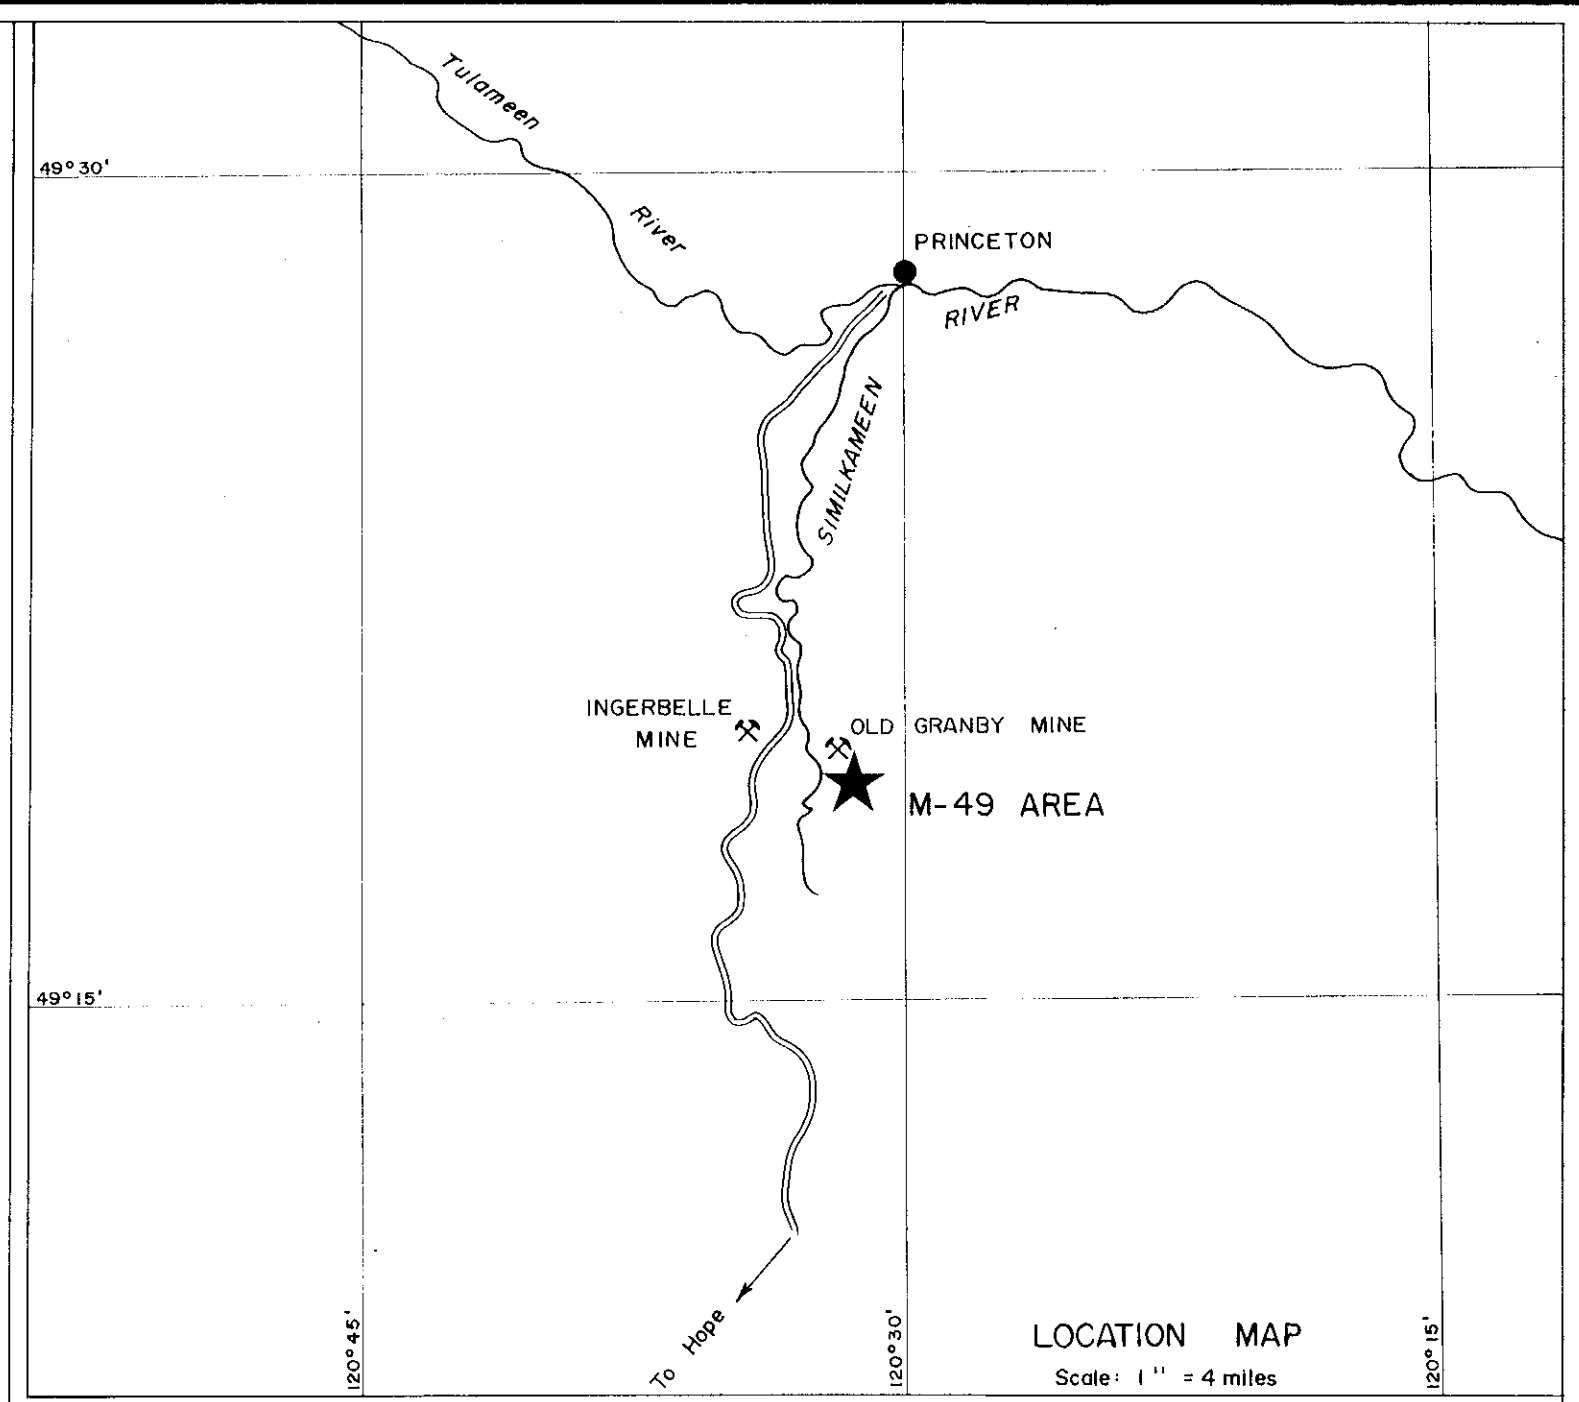 Tulameen
River
49° 30'
PRINCETON
RIVER
SIMILKAMEEN
INGERBELLE
MINE
OLD GRANBY MINE
M-49 AREA
49° 15'
To Hope
120° 45'
120° 30'
120° 15'
LOCATION MAP
Scale: 1" = 4 miles